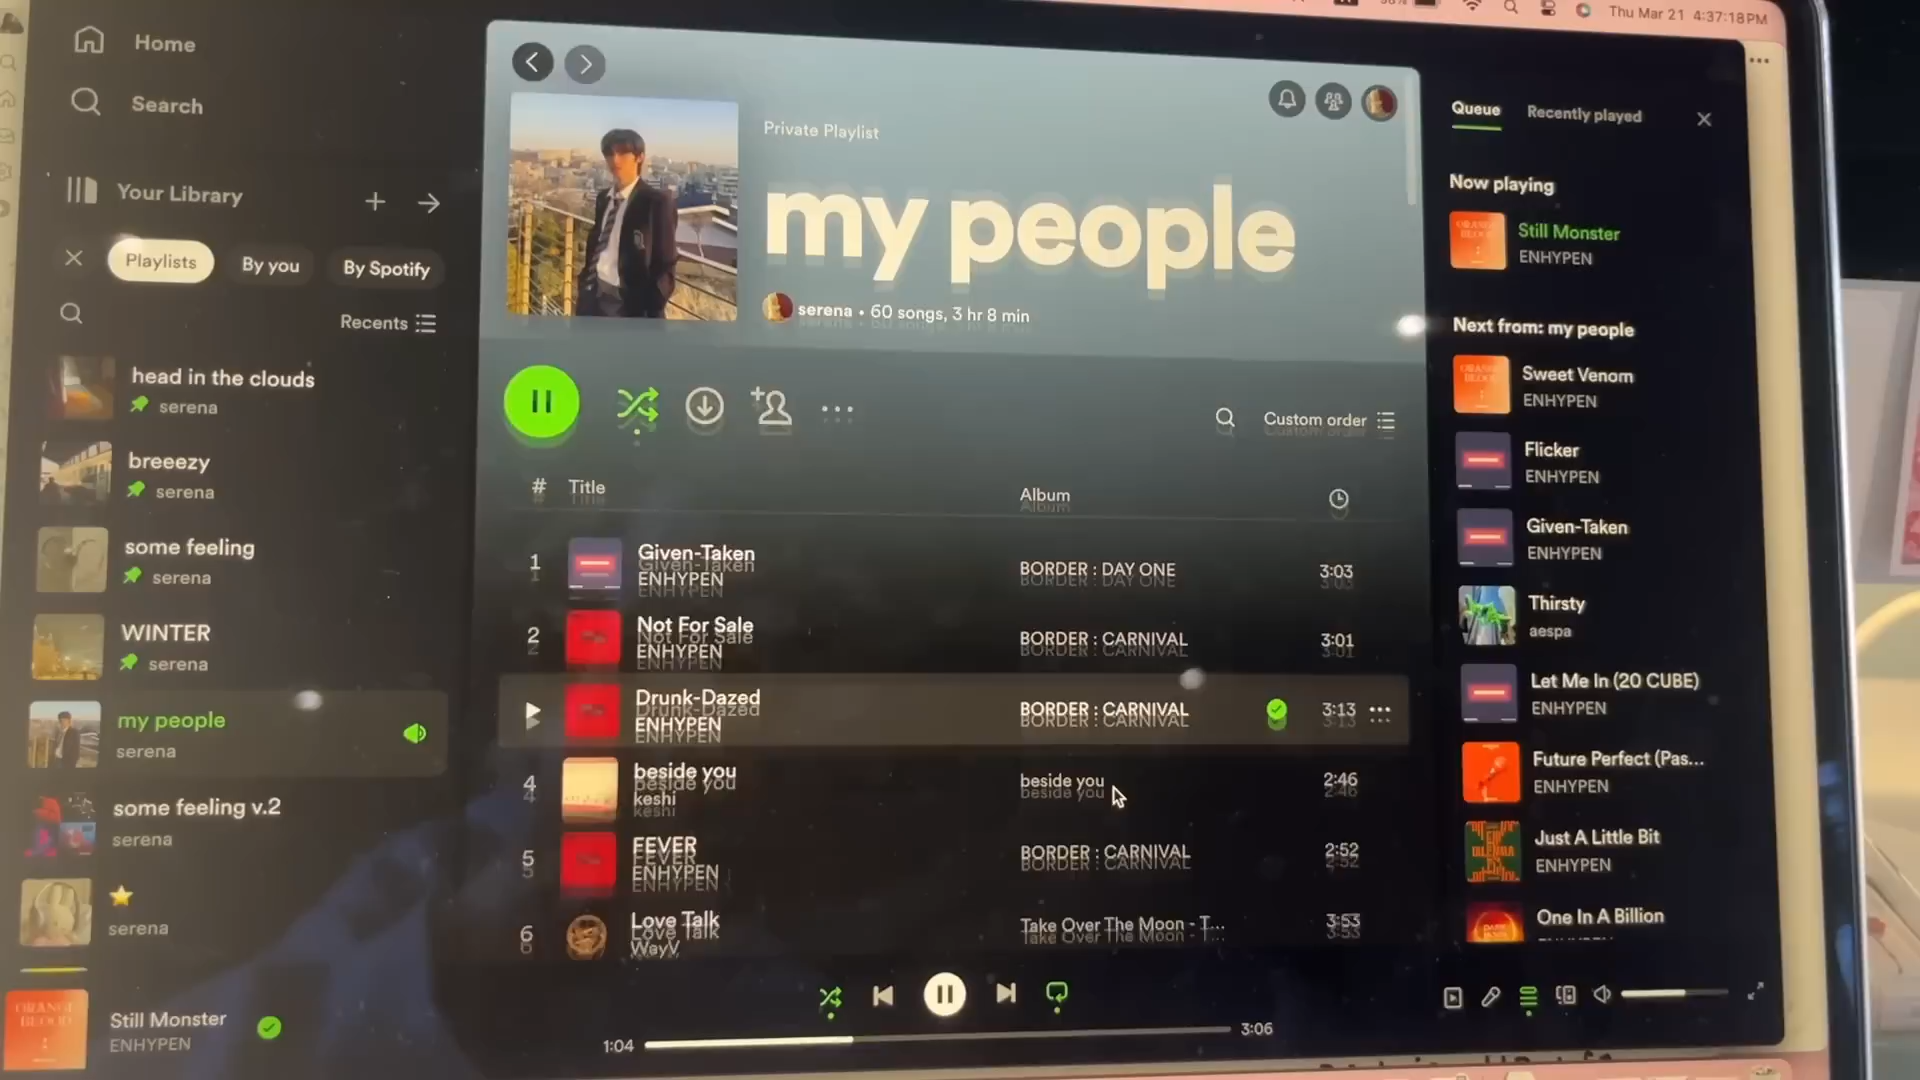 Thu Mar 21 4:37:18 PM
Home
Search
Your Library
Playlists
By you
By Spotify
Recents
head in the clouds
serena
breeezy
serena
some feeling
serena
WINTER
serena
my people
serena
some feeling v.2
serena
serena
Still Monster
ENHYPEN
Private Playlist
my people
serena • 60 songs, 3 hr 8 min
Custom order
# Title Album
1 Given-Taken BORDER : DAY ONE 3:03
ENHYPEN
2 Not For Sale BORDER : CARNIVAL 3:01
ENHYPEN
Drunk-Dazed BORDER : CARNIVAL 3:13
ENHYPEN
4 beside you beside you 2:46
keshi
5 FEVER BORDER : CARNIVAL 2:52
ENHYPEN
6 Love Talk Take Over The Moon - T... 3:53
WayV
1:04
3:06
Queue
Recently played
Now playing
Still Monster
ENHYPEN
Next from: my people
Sweet Venom
ENHYPEN
Flicker
ENHYPEN
Given-Taken
ENHYPEN
Thirsty
aespa
Let Me In (20 CUBE)
ENHYPEN
Future Perfect (Pas...
ENHYPEN
Just A Little Bit
ENHYPEN
One In A Billion